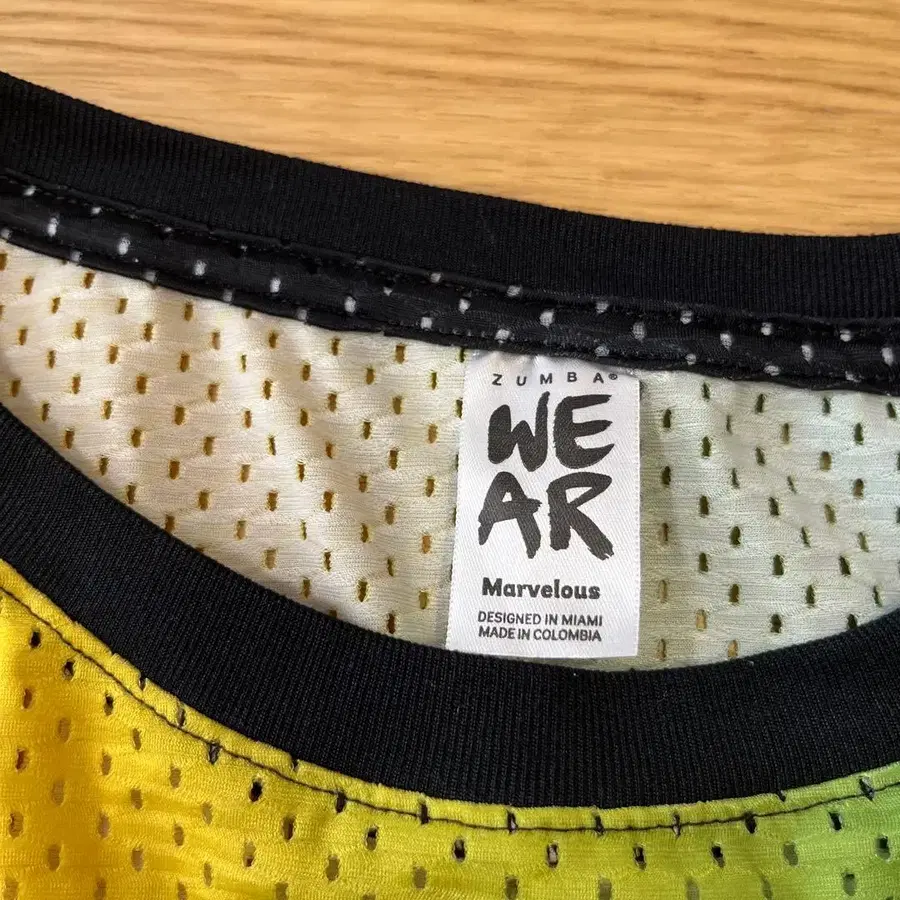 ZUMBA®
WE
AR
Marvelous
DESIGNED IN MIAMI
MADE IN COLOMBIA